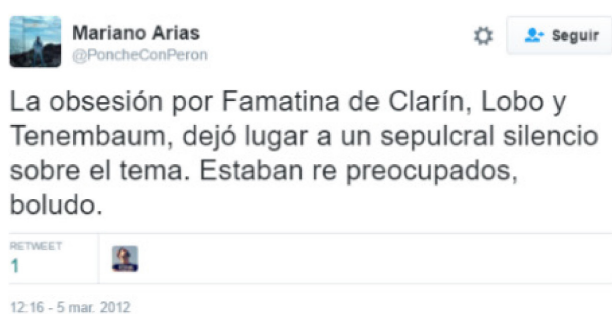 Mariano Arias
@PoncheConPeron
Seguir
La obsesión por Famatina de Clarín, Lobo y
Tenembaum, dejó lugar a un sepulcral silencio
sobre el tema. Estaban re preocupados,
boludo.
RETWEET
1
12:16 - 5 mar. 2012